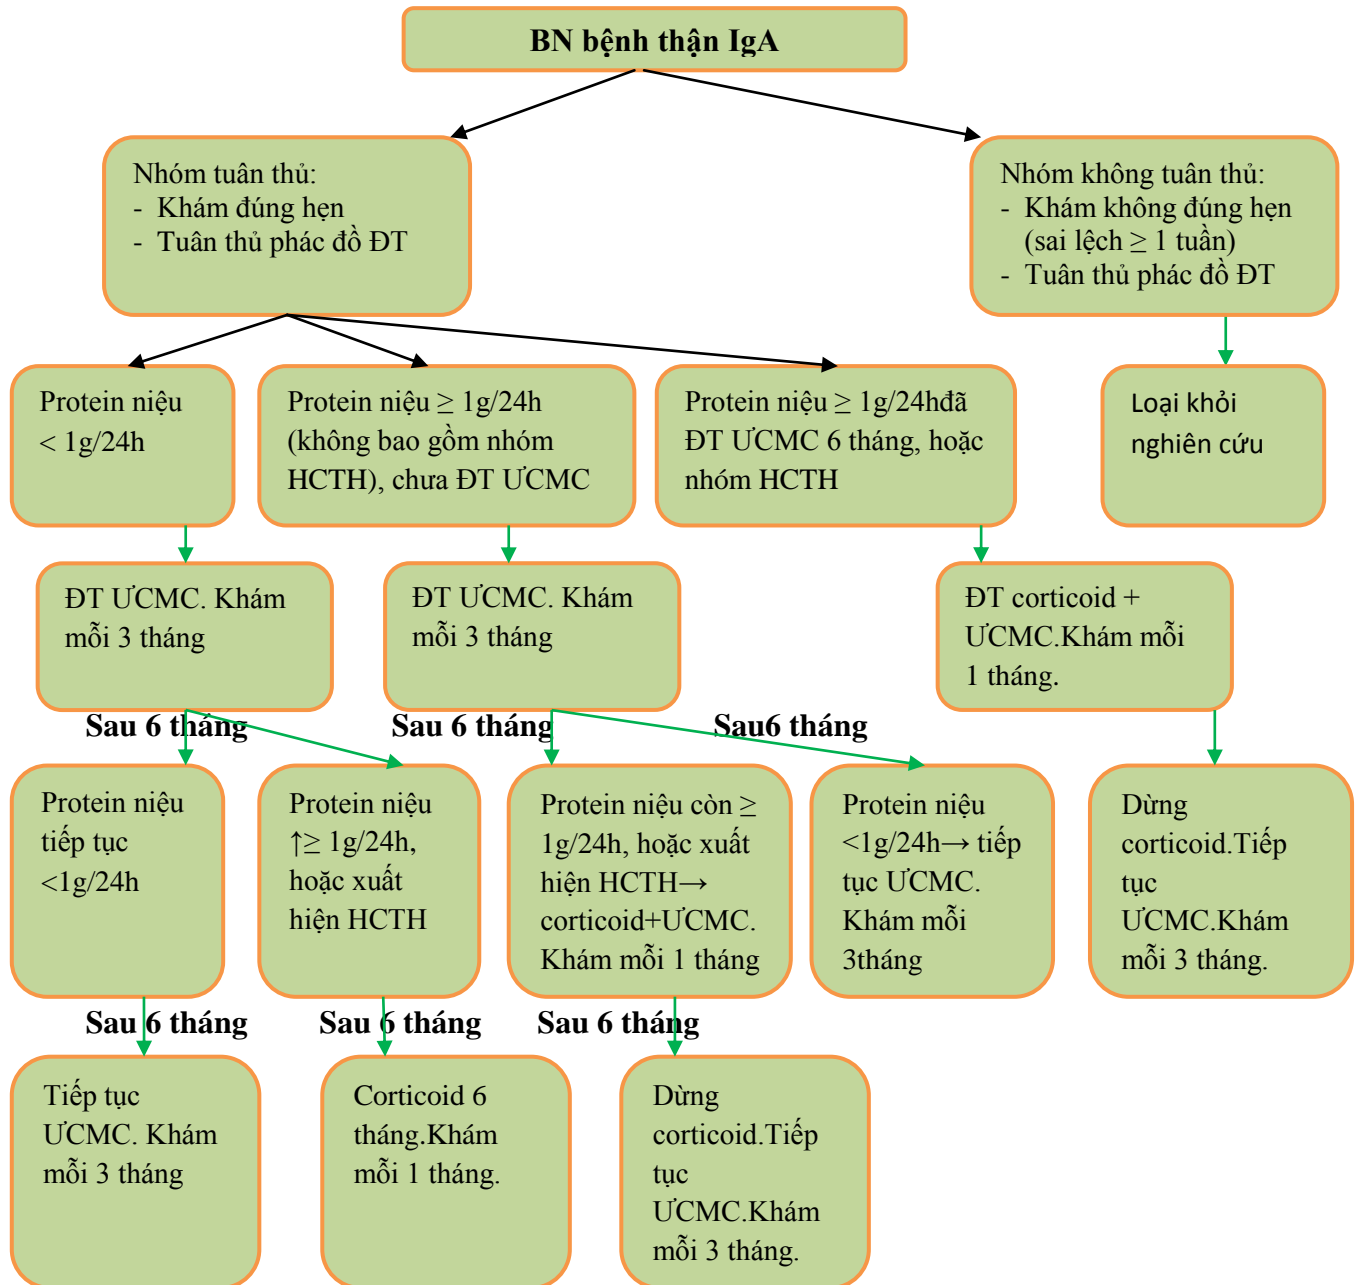 BN bệnh thận IgA
Nhóm tuân thủ:
- Khám đúng hẹn
- Tuân thủ phác đồ ĐT
Nhóm không tuân thủ:
- Khám không đúng hẹn
(sai lệch ≥ 1 tuần)
- Tuân thủ phác đồ ĐT
Protein niệu
< 1g/24h
Protein niệu ≥ 1g/24h
(không bao gồm nhóm
HCTH), chưa ĐT ƯCMC
Protein niệu ≥ 1g/24hđã
ĐT ƯCMC 6 tháng, hoặc
nhóm HCTH
Loại khỏi
nghiên cứu
ĐT ƯCMC. Khám
mỗi 3 tháng
ĐT ƯCMC. Khám
mỗi 3 tháng
ĐT corticoid +
ƯCMC.Khám mỗi
1 tháng.
Sau 6 tháng
Sau 6 tháng
Sau6 tháng
Protein niệu
tiếp tục
<1g/24h
Protein niệu
↑≥ 1g/24h,
hoặc xuất
hiện HCTH
Protein niệu còn ≥
1g/24h, hoặc xuất
hiện HCTH→
corticoid+ƯCMC.
Khám mỗi 1 tháng
Protein niệu
<1g/24h→ tiếp
tục ƯCMC.
Khám mỗi
3tháng
Dừng
corticoid.Tiếp
tục
ƯCMC.Khám
mỗi 3 tháng.
Sau 6 tháng
Sau 6 tháng
Sau 6 tháng
Tiếp tục
ƯCMC. Khám
mỗi 3 tháng
Corticoid 6
tháng.Khám
mỗi 1 tháng.
Dừng
corticoid.Tiếp
tục
ƯCMC.Khám
mỗi 3 tháng.